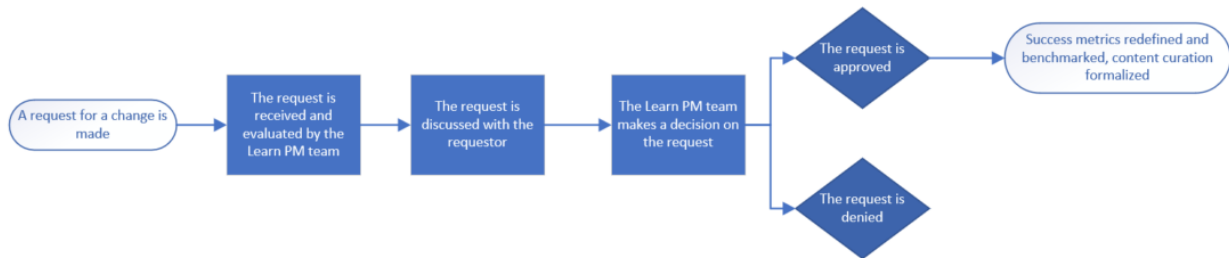 A request for a change is
made
The request is
received and
evaluated by the
Learn PM team
The request is
discussed with the
requestor
The Learn PM team
makes a decision on
the request
The request is
approved
Success metrics redefined and
benchmarked, content curation
formalized
The request is
denied